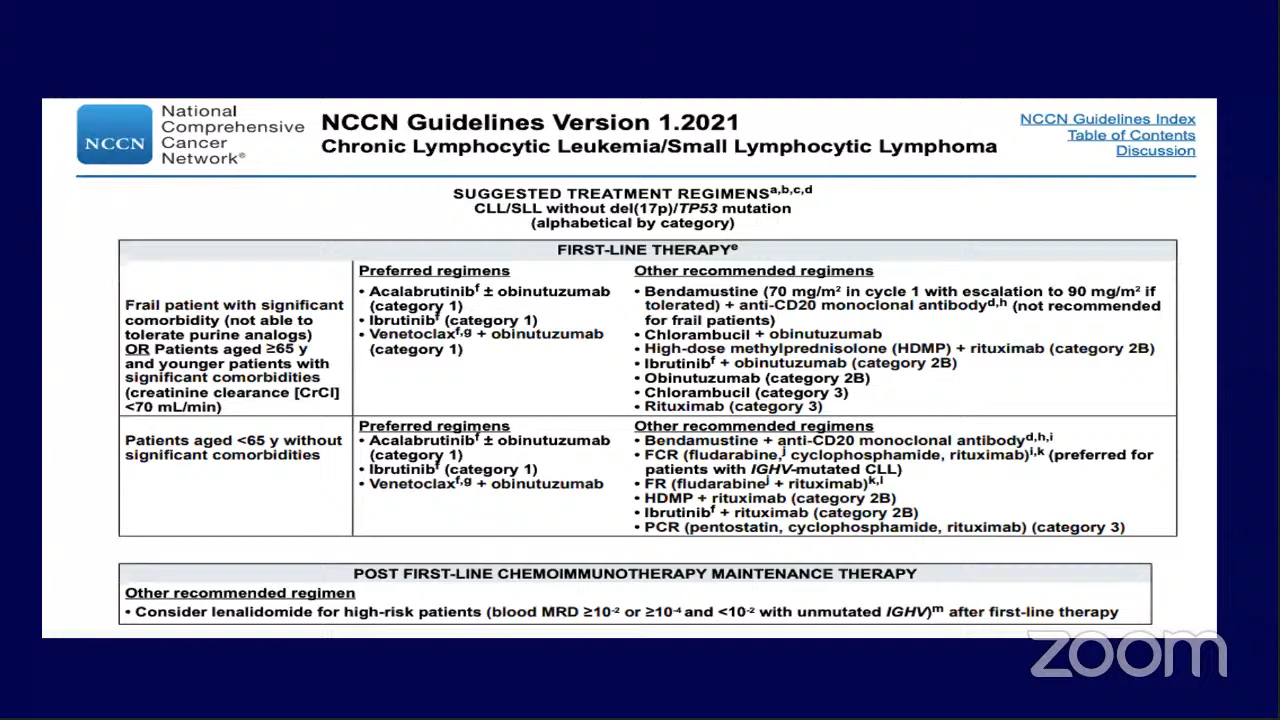 NCCN
National
Comprehensive
Cancer
Network®
NCCN Guidelines Version 1.2021
Chronic Lymphocytic Leukemia/Small Lymphocytic Lymphoma
NCCN Guidelines Index
Table of Contents
Discussion
SUGGESTED TREATMENT REGIMENSa,b,c,d
CLL/SLL without del(17p)/TP53 mutation
(alphabetical by category)
FIRST-LINE THERAPYe
Frail patient with significant
comorbidity (not able to
tolerate purine analogs)
OR Patients aged ≥65 y
and younger patients with
significant comorbidities
(creatinine clearance [CrCl]
<70 mL/min)
Preferred regimens
• Acalabrutinibf ± obinutuzumab
(category 1)
• Ibrutinibf (category 1)
• Venetoclaxf,g + obinutuzumab
(category 1)
Other recommended regimens
• Bendamustine (70 mg/m² in cycle 1 with escalation to 90 mg/m² if
tolerated) + anti-CD20 monoclonal antibodyd,h (not recommended
for frail patients)
• Chlorambucil + obinutuzumab
• High-dose methylprednisolone (HDMP) + rituximab (category 2B)
• Ibrutinibf + obinutuzumab (category 2B)
• Obinutuzumab (category 2B)
• Chlorambucil (category 3)
• Rituximab (category 3)
Patients aged <65 y without
significant comorbidities
Preferred regimens
• Acalabrutinibf ± obinutuzumab
(category 1)
• Ibrutinibf (category 1)
• Venetoclaxf,g + obinutuzumab
Other recommended regimens
• Bendamustine + anti-CD20 monoclonal antibodyd,h,i
• FCR (fludarabine,j cyclophosphamide, rituximab)i,k (preferred for
patients with IGHV-mutated CLL)
• FR (fludarabinej + rituximab)k,l
• HDMP + rituximab (category 2B)
• Ibrutinibf + rituximab (category 2B)
• PCR (pentostatin, cyclophosphamide, rituximab) (category 3)
POST FIRST-LINE CHEMOIMMUNOTHERAPY MAINTENANCE THERAPY
Other recommended regimen
• Consider lenalidomide for high-risk patients (blood MRD ≥10-2 or ≥10-4 and <10-2 with unmutated IGHV)m after first-line therapy
zoom